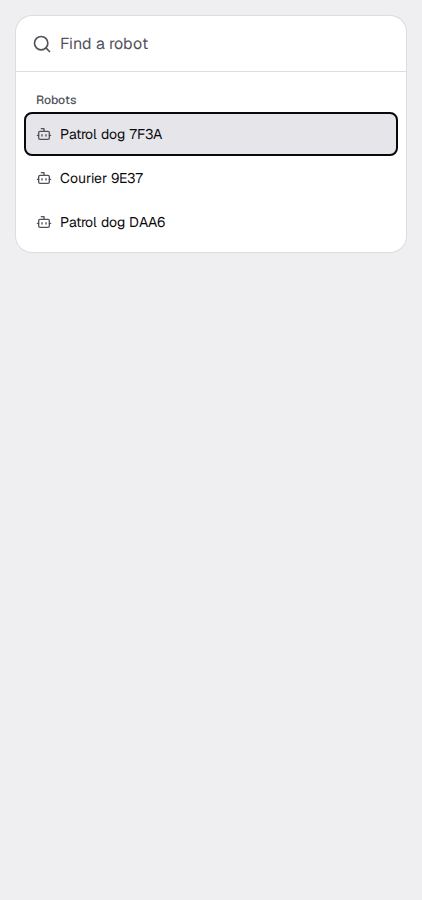 Find a robot
Robots
Patrol dog 7F3A
Courier 9E37
Patrol dog DAA6